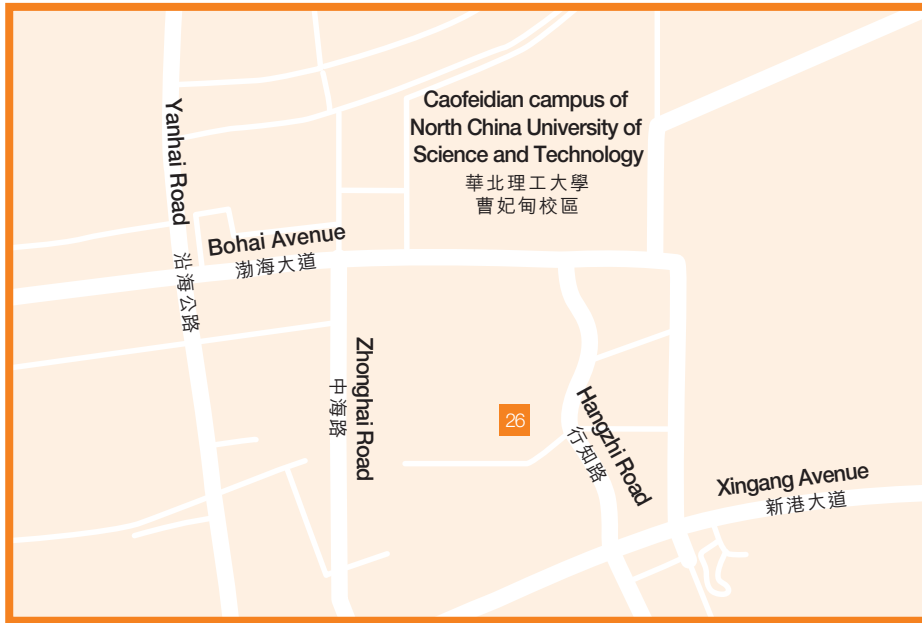 Caofeidian campus of
North China University of
Science and Technology
華北理工大學
曹妃甸校區
Yanhai Road
沿海公路
Bohai Avenue
渤海大道
Zhonghai Road
中海路
26
Hangzhi Road
行知路
Xingang Avenue
新港大道